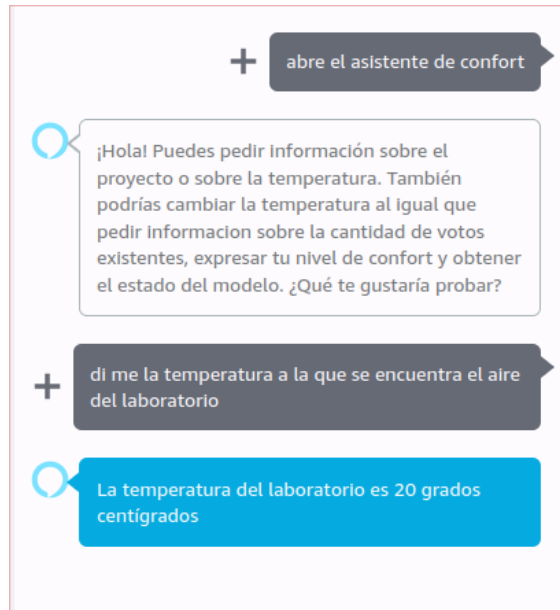 abre el asistente de confort
¡Hola! Puedes pedir información sobre el
proyecto o sobre la temperatura. También
podrías cambiar la temperatura al igual que
pedir informacion sobre la cantidad de votos
existentes, expresar tu nivel de confort y obtener
el estado del modelo. ¿Qué te gustaría probar?
di me la temperatura a la que se encuentra el aire
del laboratorio
La temperatura del laboratorio es 20 grados
centígrados